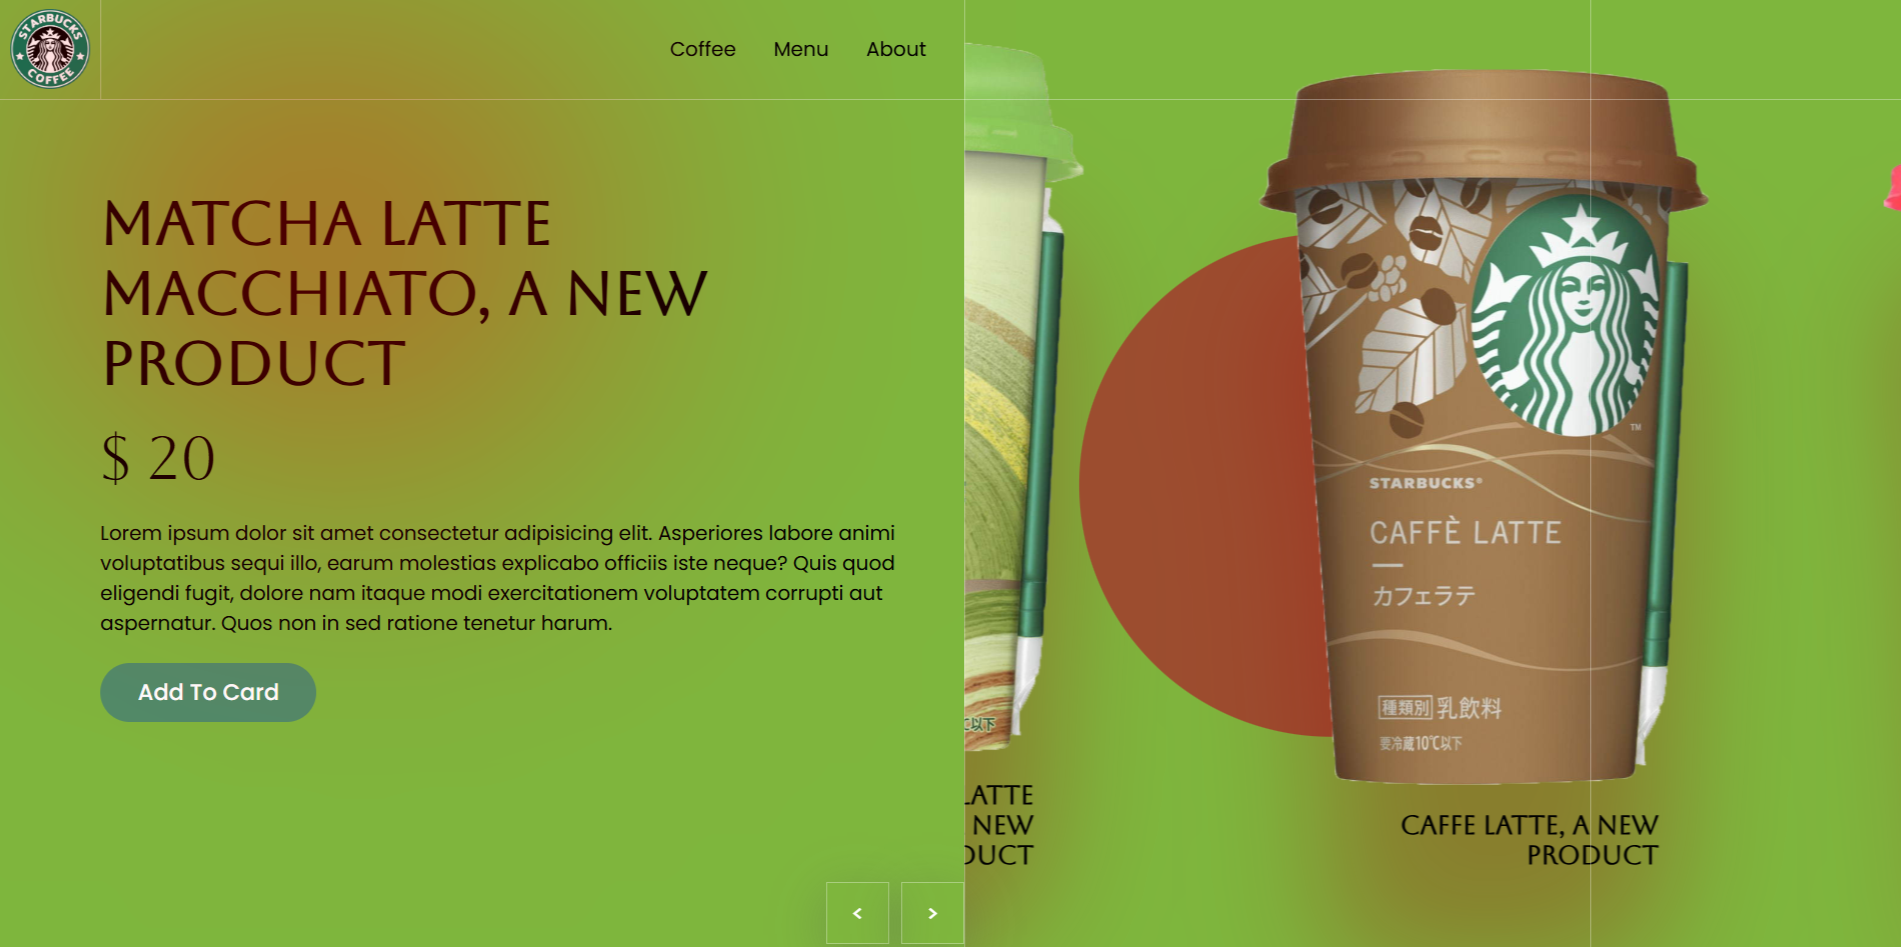 STARBUCKS
COFFEE
Coffee
Menu
About
MATCHA LATTE
MACCHIATO, A NEW
PRODUCT
$ 20
Lorem ipsum dolor sit amet consectetur adipisicing elit. Asperiores labore animi
voluptatibus sequi illo, earum molestias explicabo officiis iste neque? Quis quod
eligendi fugit, dolore nam itaque modi exercitationem voluptatem corrupti aut
aspernatur. Quos non in sed ratione tenetur harum.
Add To Card
<
>
℃以下
LATTE
NEW
DUCT
TM
STARBUCKS®
CAFFÈ LATTE
カフェラテ
種類別 乳飲料
要冷蔵10℃以下
CAFFE LATTE, A NEW
PRODUCT